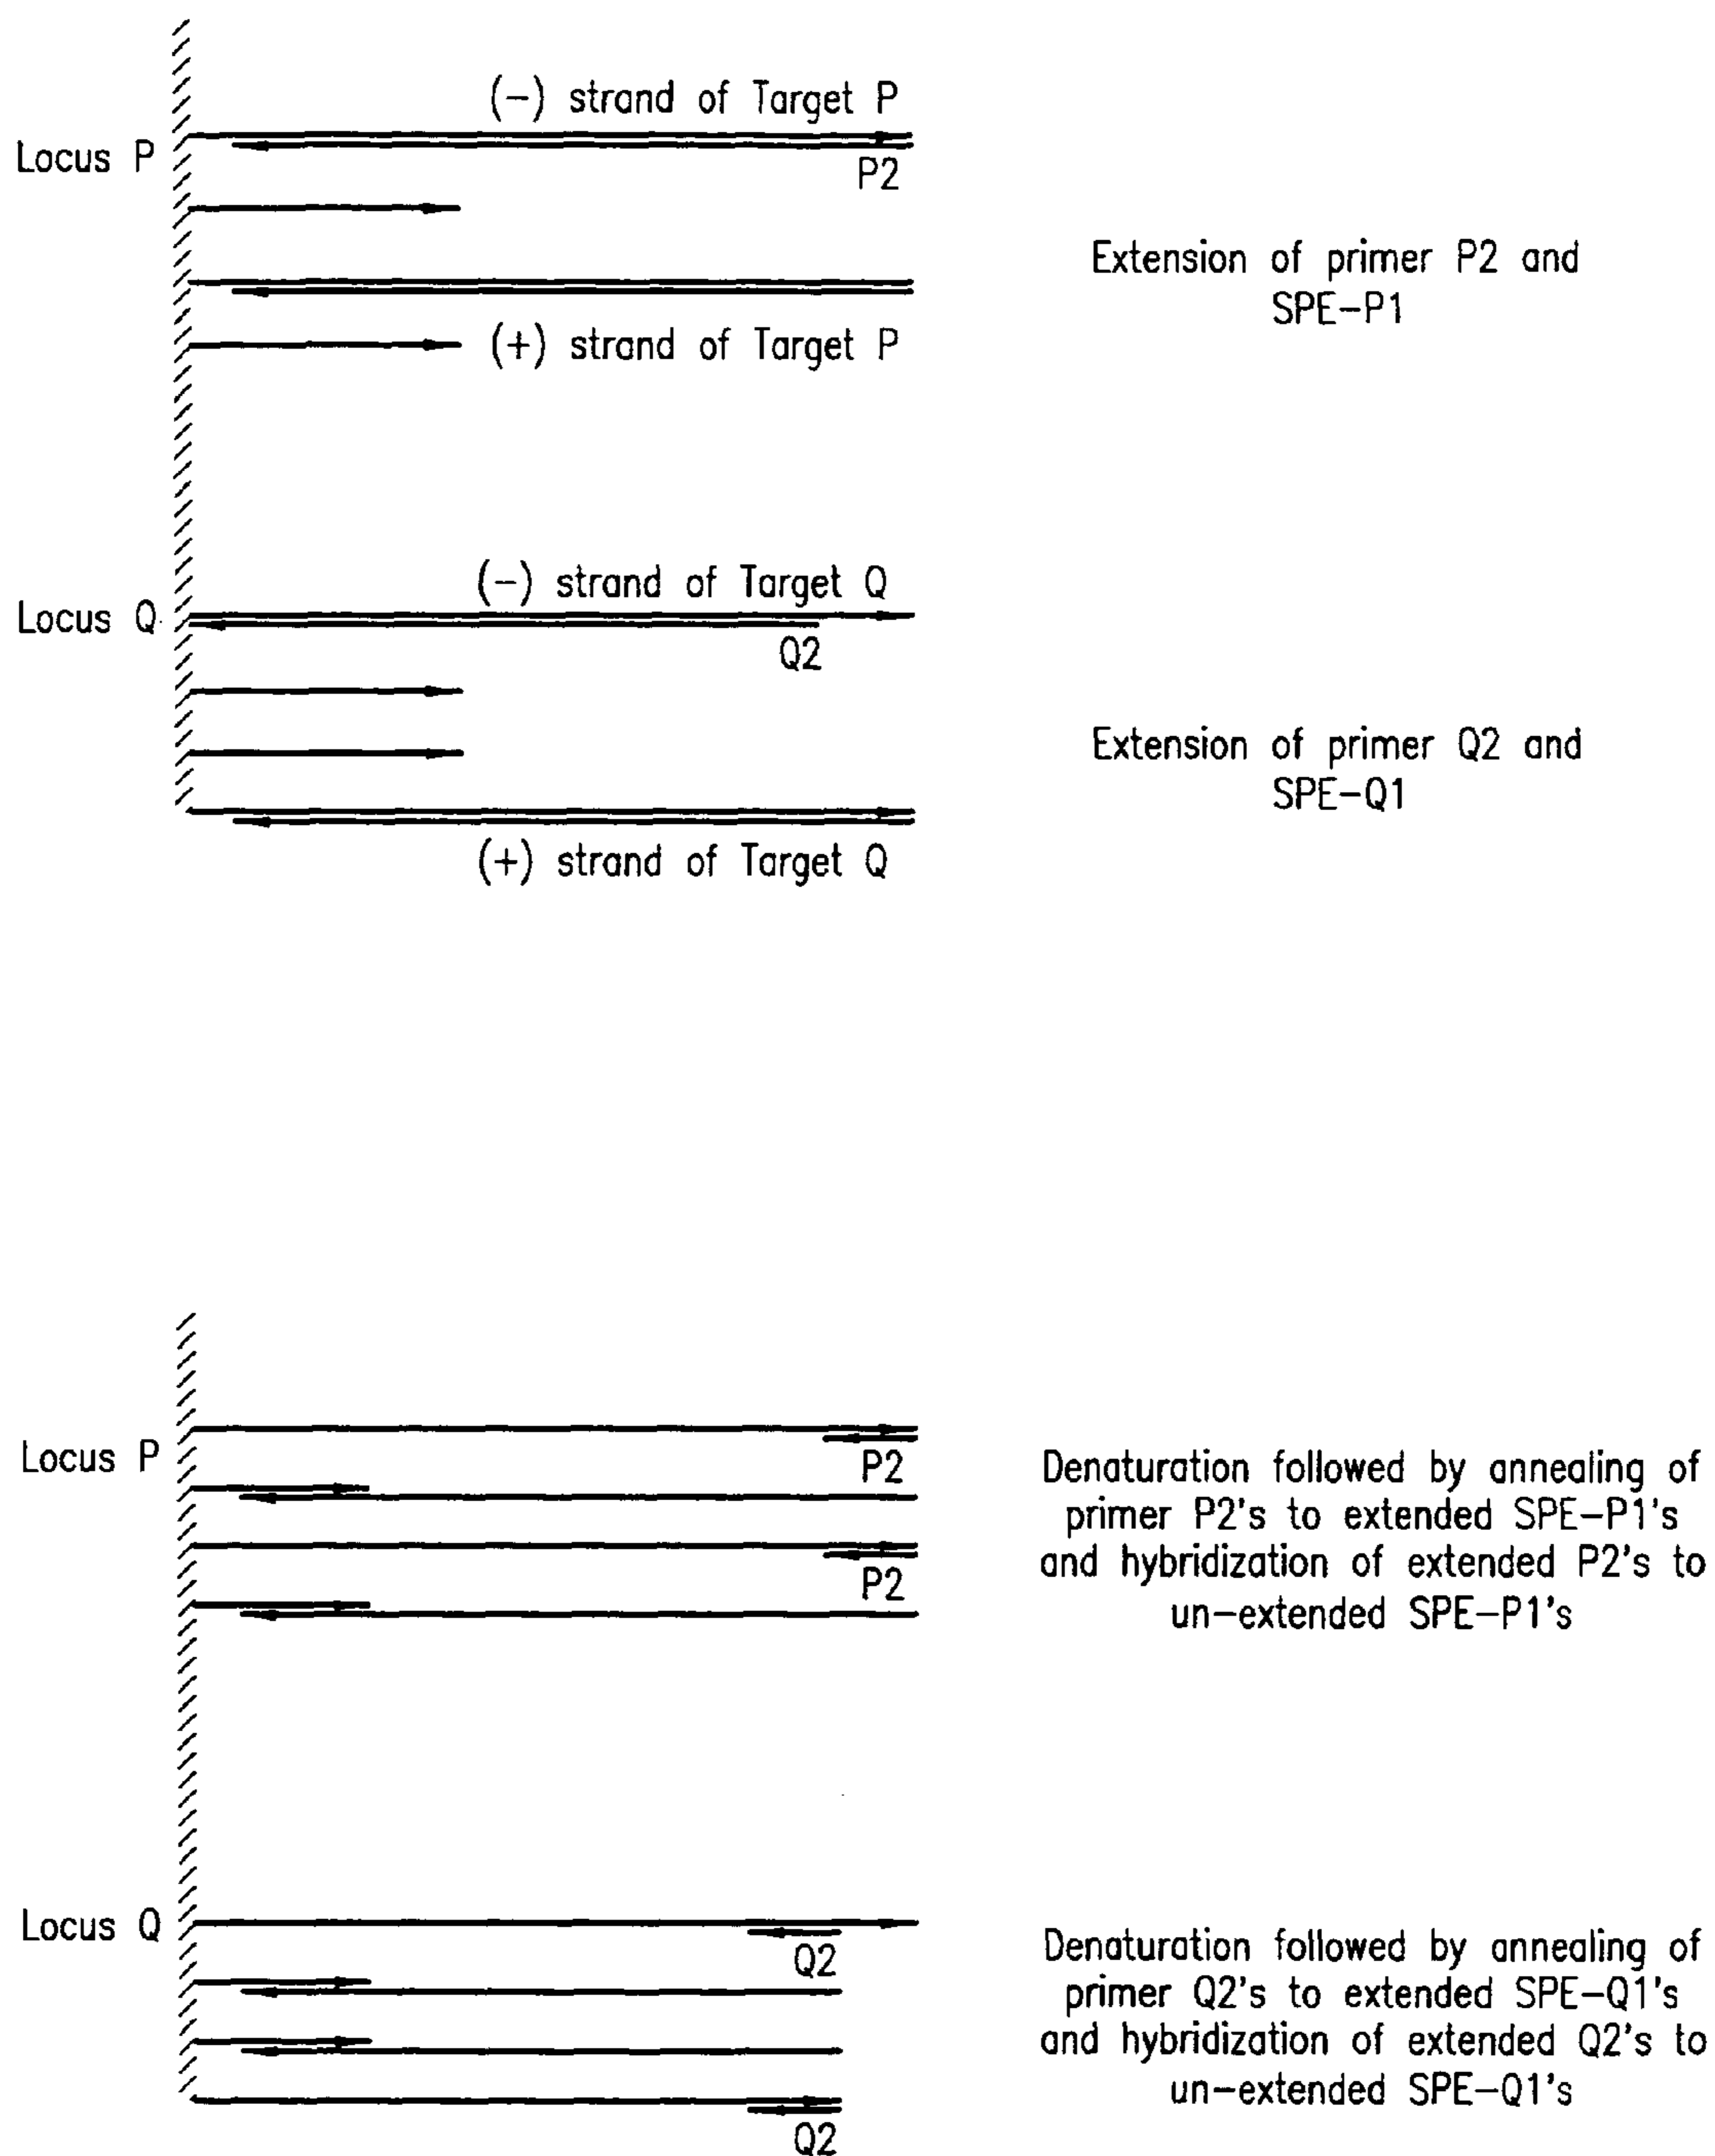 (-) strand of Target P
Locus P
P2
Extension of primer P2 and
SPE-P1
(+) strand of Target P
(-) strand of Target Q
Locus Q
Q2
Extension of primer Q2 and
SPE-Q1
(+) strand of Target Q
Locus P
P2
P2
Denaturation followed by annealing of
primer P2's to extended SPE-P1's
and hybridization of extended P2's to
un-extended SPE-P1's
Locus Q
Q2
Q2
Denaturation followed by annealing of
primer Q2's to extended SPE-Q1's
and hybridization of extended Q2's to
un-extended SPE-Q1's